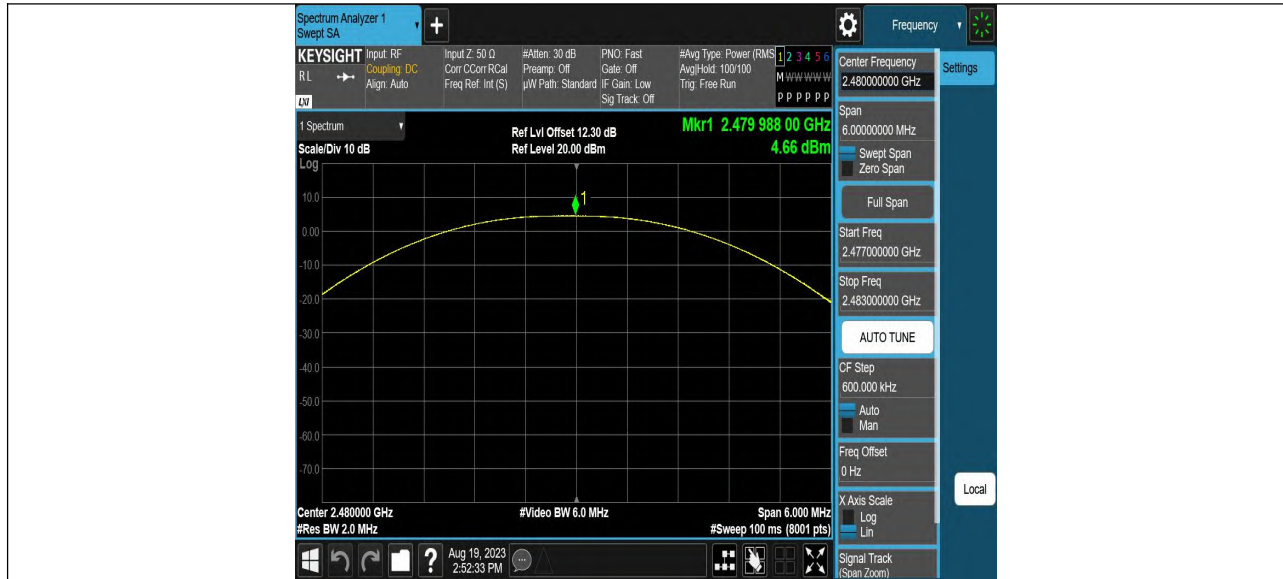 Spectrum Analyzer 1
Swept SA
+
Frequency
KEYSIGHT
RL
LXI
Input: RF
Coupling: DC
Align: Auto
Input Z: 50 Ω
Corr CCorr RCal
Freq Ref: Int (S)
#Atten: 30 dB
Preamp: Off
µW Path: Standard
PNO: Fast
Gate: Off
IF Gain: Low
Sig Track: Off
#Avg Type: Power (RMS
Avg|Hold: 100/100
Trig: Free Run
1 2 3 4 5 6
M W W W W W
P P P P P P
1 Spectrum
Scale/Div 10 dB
Ref Lvl Offset 12.30 dB
Ref Level 20.00 dBm
Mkr1 2.479 988 00 GHz
4.66 dBm
Log
1
10.0
0.00
-10.0
-20.0
-30.0
-40.0
-50.0
-60.0
-70.0
Center 2.480000 GHz
#Res BW 2.0 MHz
#Video BW 6.0 MHz
Span 6.000 MHz
#Sweep 100 ms (8001 pts)
?
Aug 19, 2023
2:52:33 PM
Center Frequency
2.480000000 GHz
Span
6.00000000 MHz
Swept Span
Zero Span
Full Span
Start Freq
2.477000000 GHz
Stop Freq
2.483000000 GHz
AUTO TUNE
CF Step
600.000 kHz
Auto
Man
Freq Offset
0 Hz
X Axis Scale
Log
Lin
Signal Track
(Span Zoom)
Settings
Local